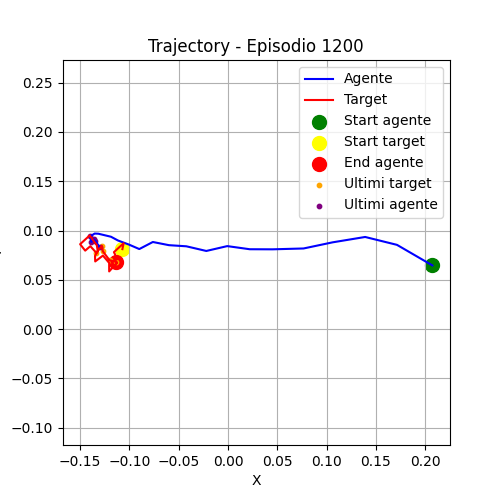 Trajectory - Episodio 1200
Agente
Target
Start agente
Start target
End agente
Ultimi target
Ultimi agente
0.25
0.20
0.15
0.10
0.05
0.00
−0.05
−0.10
−0.15 −0.10 −0.05 0.00 0.05 0.10 0.15 0.20
X